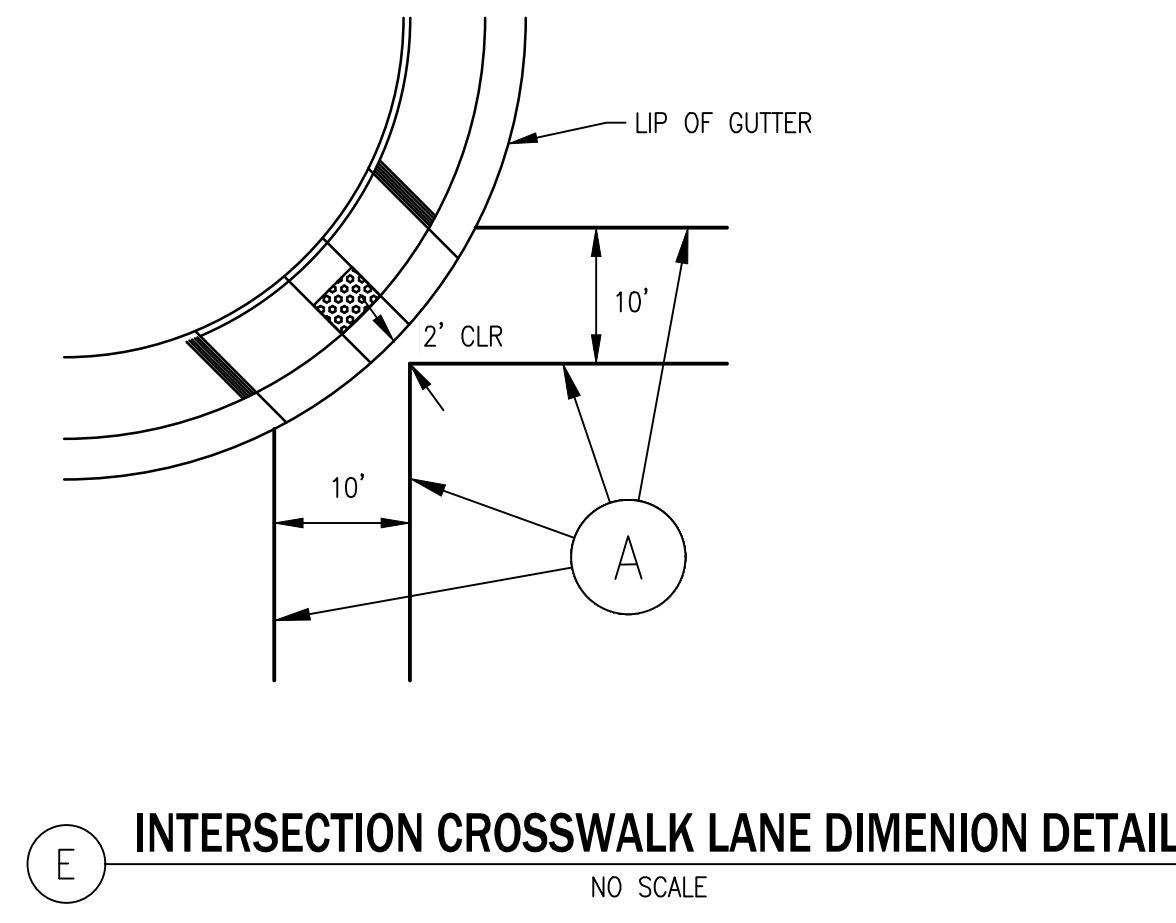 LIP OF GUTTER
10'
2' CLR
10'
A
E
INTERSECTION CROSSWALK LANE DIMENION DETAIL
NO SCALE